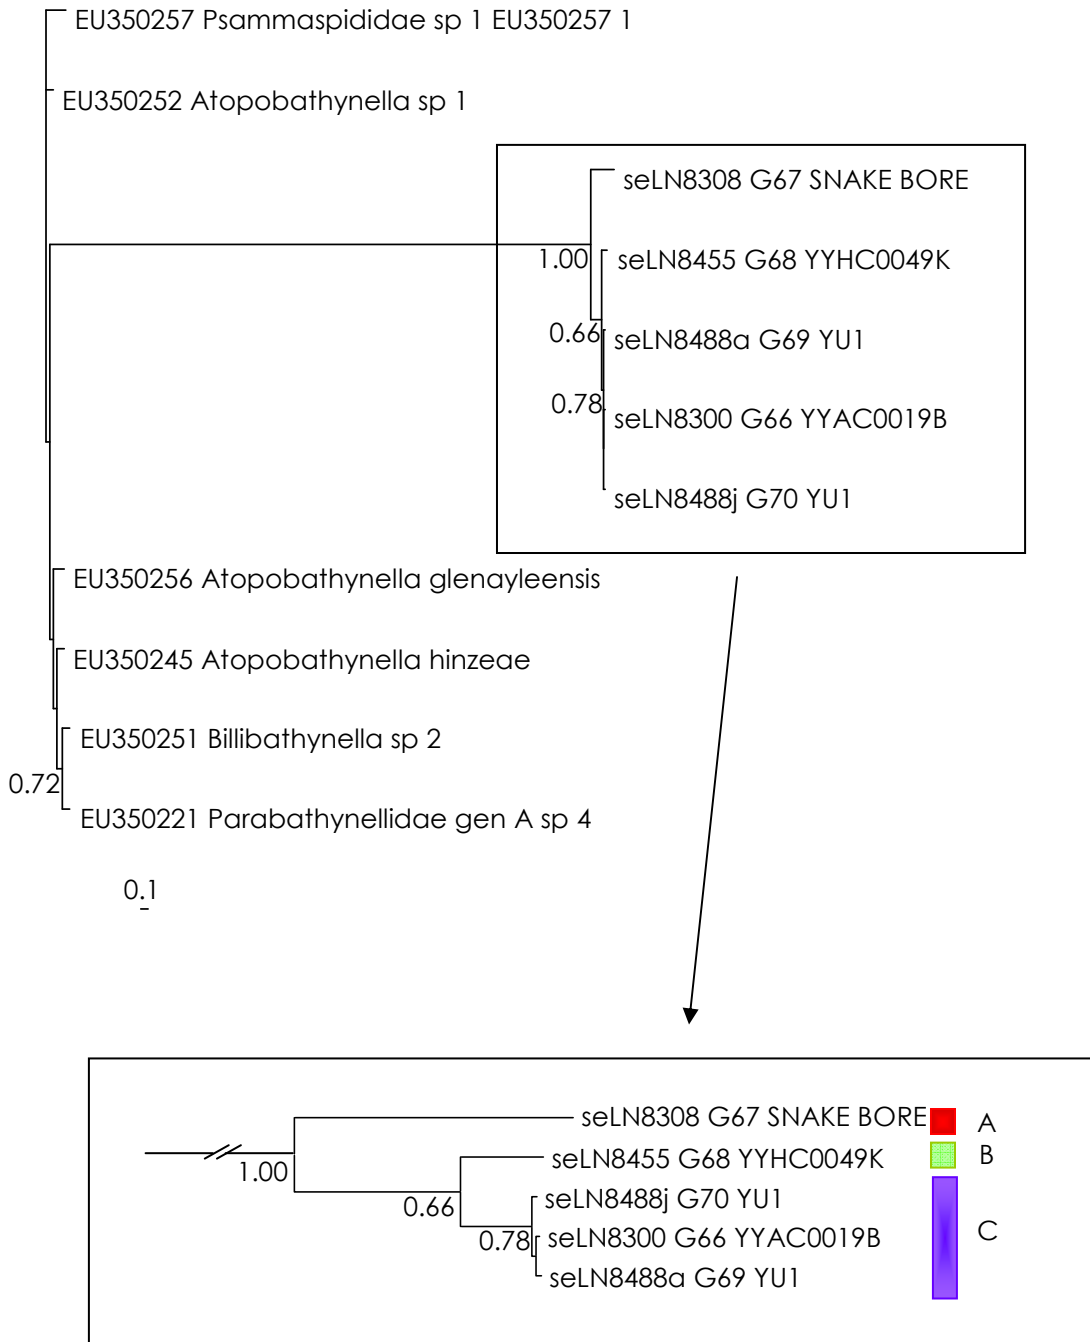 EU350257 Psammaspididae sp 1 EU350257 1
EU350252 Atopobathynella sp 1
seLN8308 G67 SNAKE BORE
1.00
seLN8455 G68 YYHC0049K
0.66
seLN8488a G69 YU1
0.78
seLN8300 G66 YYAC0019B
seLN8488j G70 YU1
EU350256 Atopobathynella glenayleensis
EU350245 Atopobathynella hinzeae
EU350251 Billibathynella sp 2
0.72
EU350221 Parabathynellidae gen A sp 4
0.1
seLN8308 G67 SNAKE BORE A
1.00
seLN8455 G68 YYHC0049K B
0.66
seLN8488j G70 YU1
0.78
seLN8300 G66 YYAC0019B C
seLN8488a G69 YU1